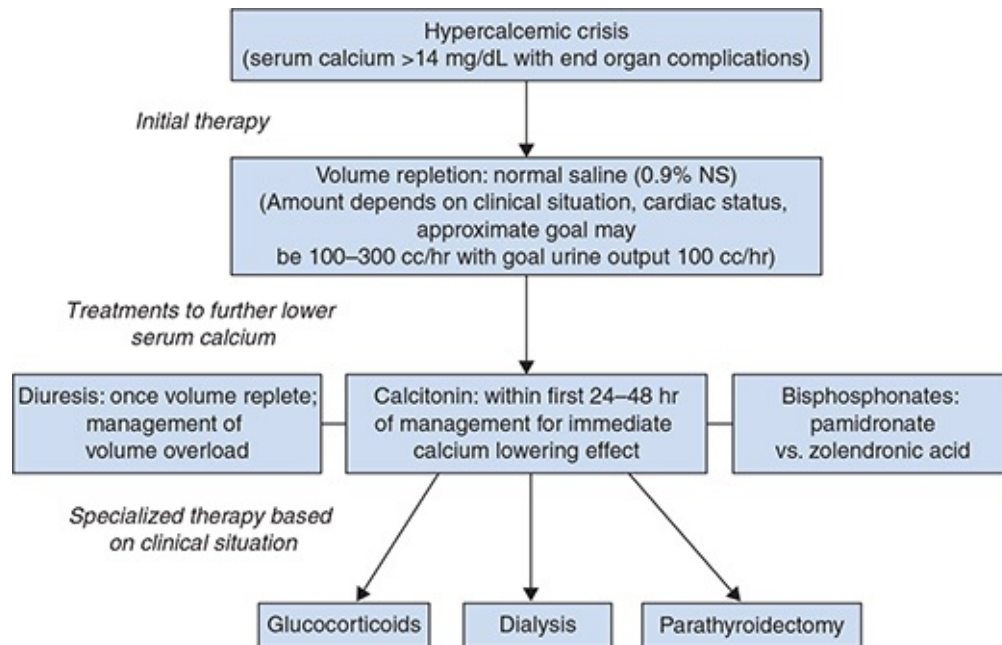 Hypercalcemic crisis
(serum calcium >14 mg/dL with end organ complications)
Initial therapy
Volume repletion: normal saline (0.9% NS)
(Amount depends on clinical situation, cardiac status,
approximate goal may
be 100–300 cc/hr with goal urine output 100 cc/hr)
Treatments to further lower
serum calcium
Diuresis: once volume replete;
management of
volume overload
Calcitonin: within first 24–48 hr
of management for immediate
calcium lowering effect
Bisphosphonates:
pamidronate
vs. zolendronic acid
Specialized therapy based
on clinical situation
Glucocorticoids
Dialysis
Parathyroidectomy